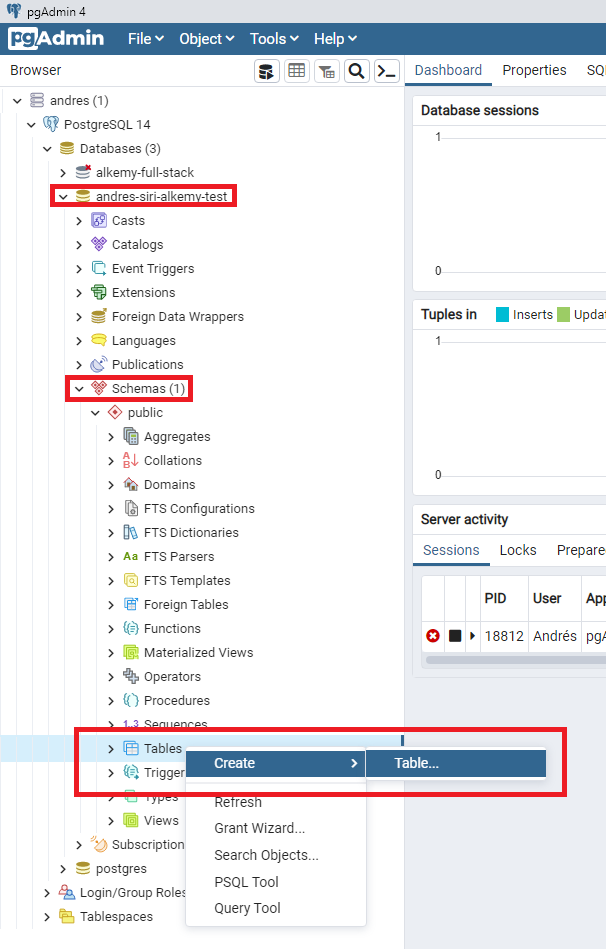 pgAdmin 4
pgAdmin File Object Tools Help
Browser
Dashboard Properties SQ
andres (1)
PostgreSQL 14
Databases (3)
alkemy-full-stack
andres-siri-alkemy-test
Casts
Catalogs
Event Triggers
Extensions
Foreign Data Wrappers
Languages
Publications
Schemas (1)
public
Aggregates
Collations
Domains
FTS Configurations
FTS Dictionaries
FTS Parsers
FTS Templates
Foreign Tables
Functions
Materialized Views
Operators
Procedures
Sequences
Tables
Trigger
Types
Views
Subscription
postgres
Login/Group Roles
Tablespaces
Create
Table...
Refresh
Grant Wizard...
Search Objects...
PSQL Tool
Query Tool
Database sessions
1
0
Tuples in Inserts Updat
1
0
Server activity
Sessions Locks Prepare
PID User App
18812 Andrés pgA